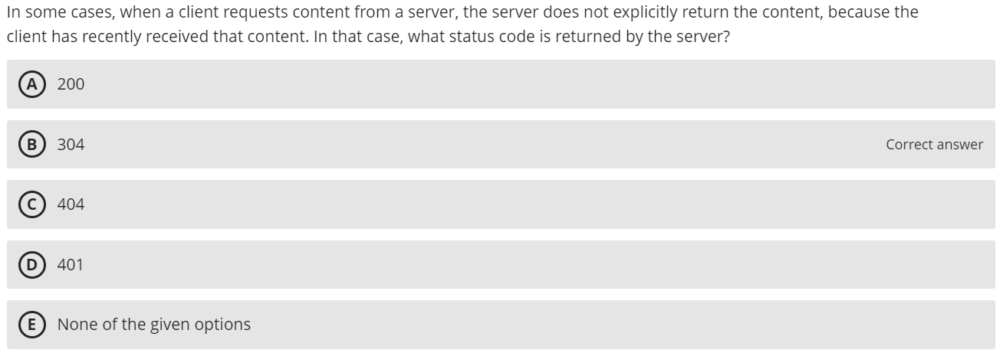 In some cases, when a client requests content from a server, the server does not explicitly return the content, because the
client has recently received that content. In that case, what status code is returned by the server?
A 200
B 304 Correct answer
C 404
D 401
E None of the given options